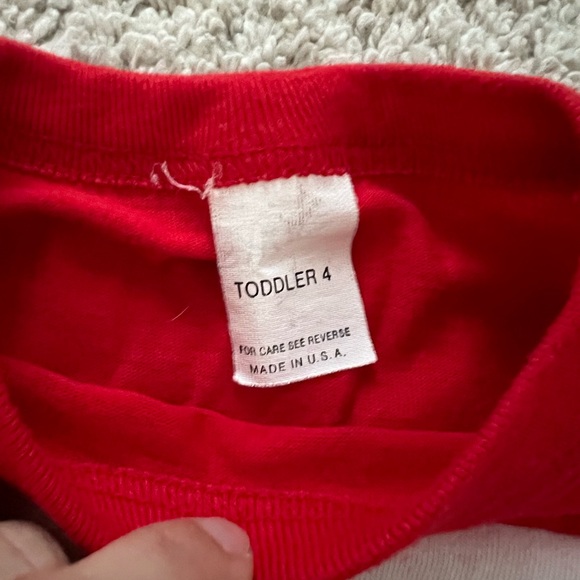 TODDLER 4
FOR CARE SEE REVERSE
MADE IN U.S.A.